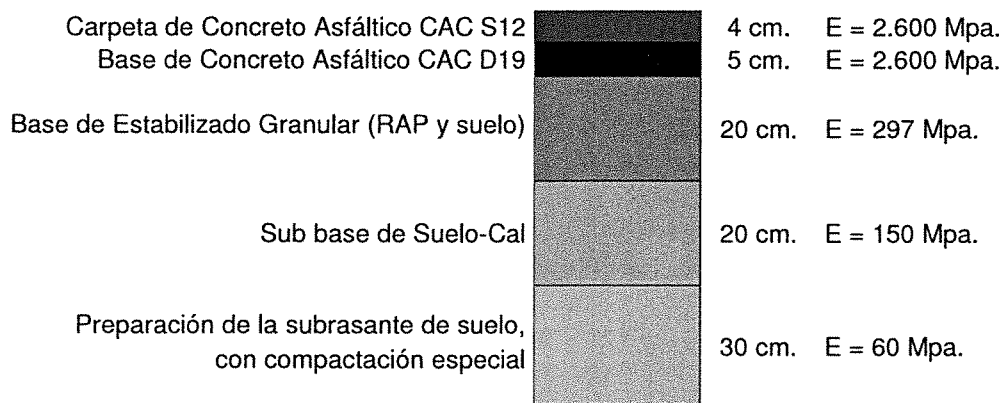 Carpeta de Concreto Asfáltico CAC S12 4 cm. E = 2.600 Mpa.
Base de Concreto Asfáltico CAC D19 5 cm. E = 2.600 Mpa.
Base de Estabilizado Granular (RAP y suelo) 20 cm. E = 297 Mpa.
Sub base de Suelo-Cal 20 cm. E = 150 Mpa.
Preparación de la subrasante de suelo,
con compactación especial 30 cm. E = 60 Mpa.